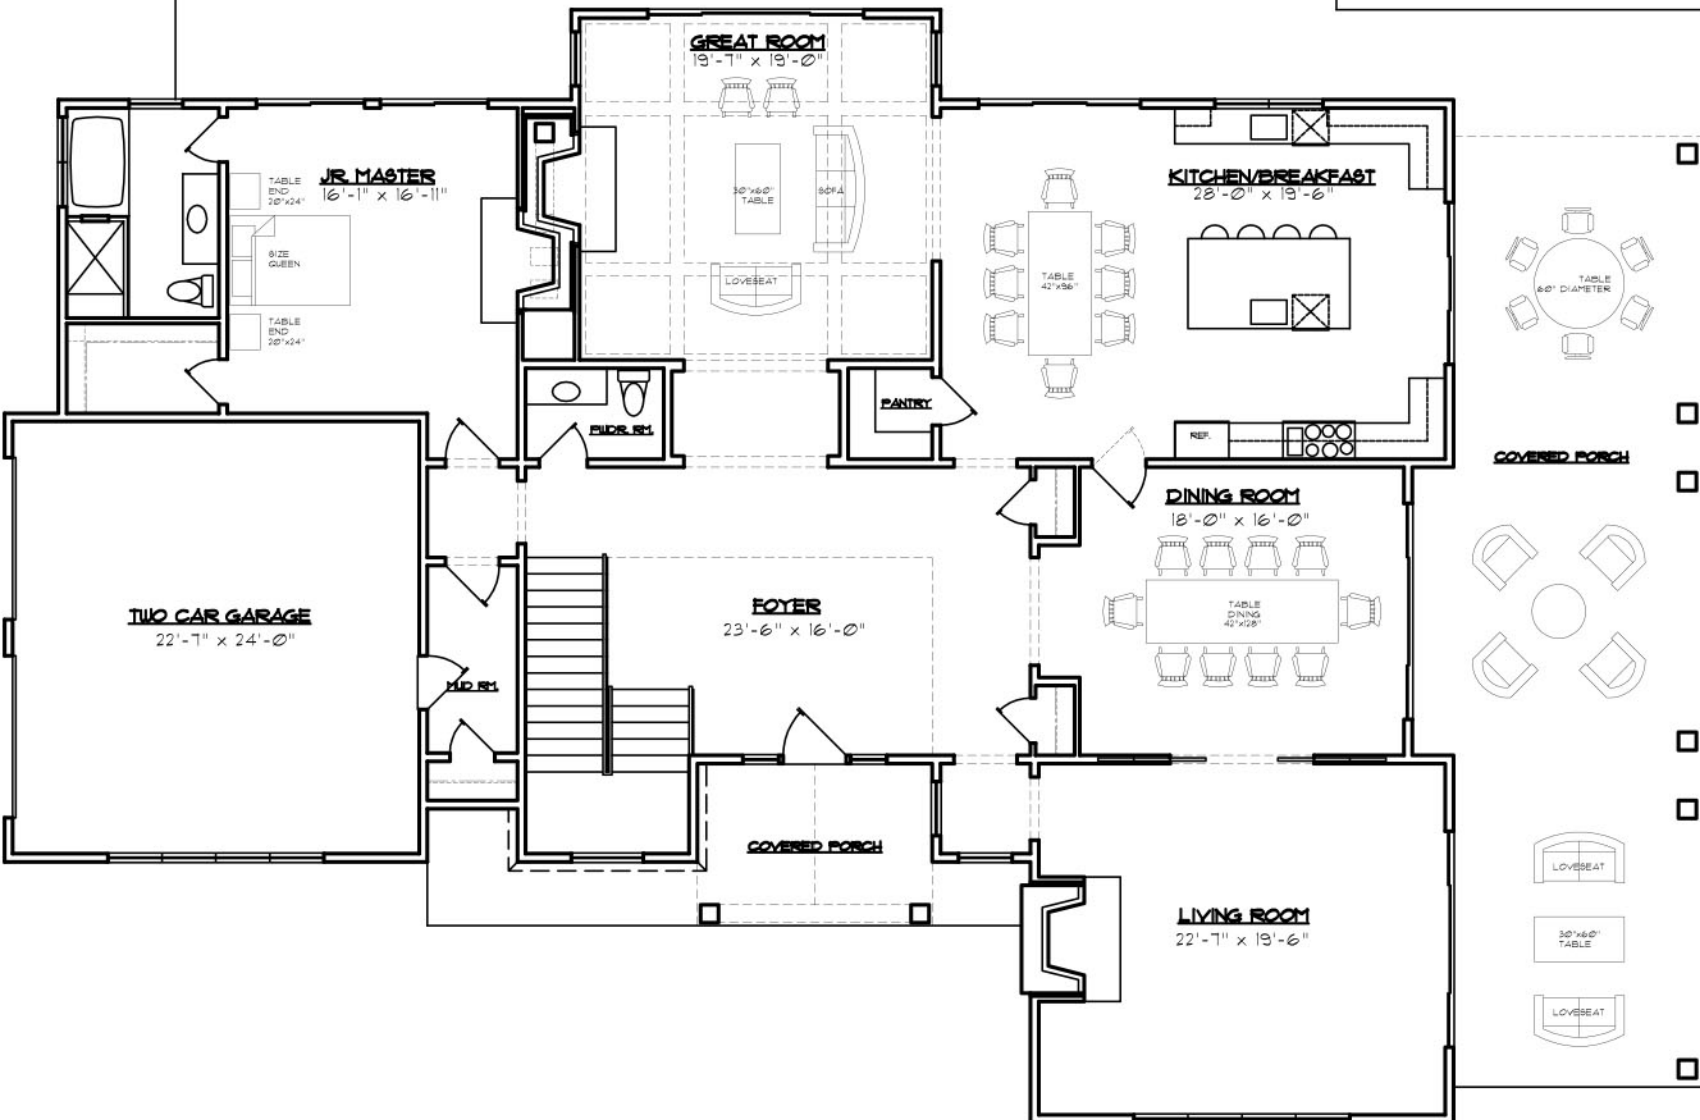 GREAT ROOM
19'-7" x 19'-0"
30"x60"
TABLE
SOFA
LOVESEAT
JR. MASTER
16'-1" x 16'-11"
TABLE
END
20"x24"
SIZE
QUEEN
TABLE
END
20"x24"
KITCHEN/BREAKFAST
28'-0" x 19'-6"
TABLE
42"x96"
TABLE
60" DIAMETER
PANTRY
PWDR. RM.
REF.
COVERED PORCH
DINING ROOM
18'-0" x 16'-0"
TABLE
DINING
42"x128"
TWO CAR GARAGE
22'-7" x 24'-0"
FOYER
23'-6" x 16'-0"
MUD RM.
COVERED PORCH
LIVING ROOM
22'-7" x 19'-6"
LOVESEAT
30"x60"
TABLE
LOVESEAT